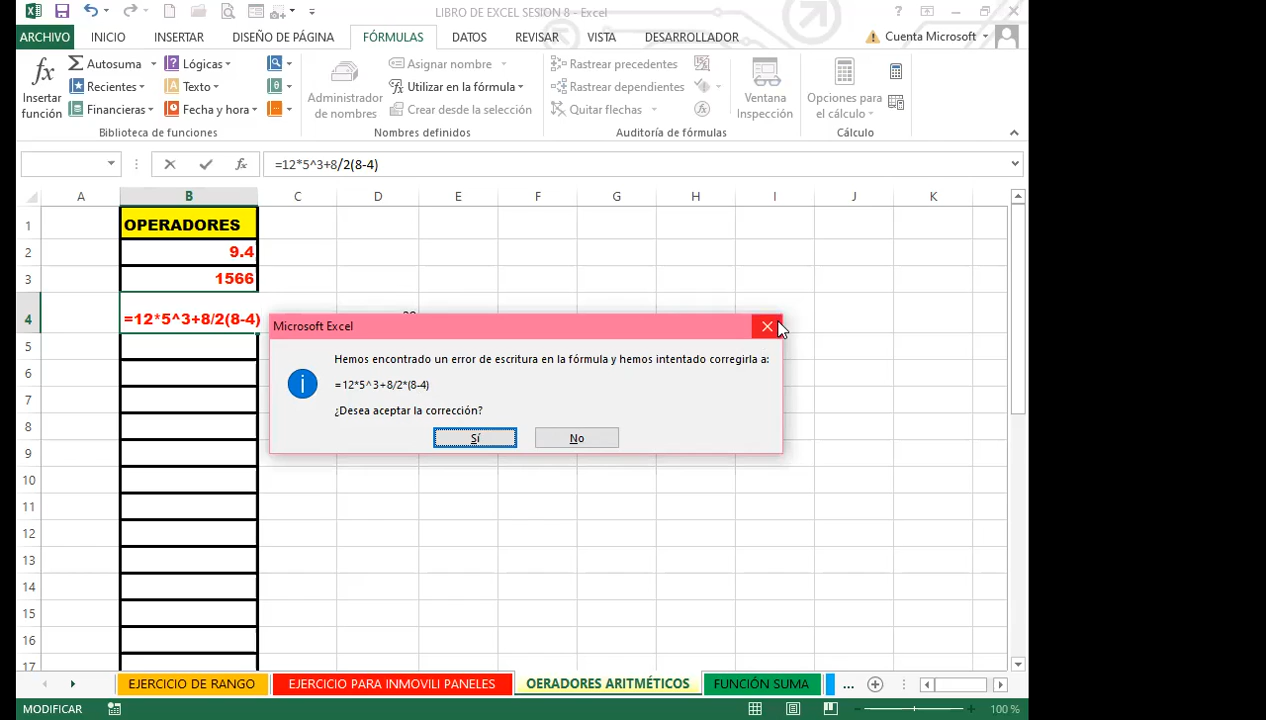 LIBRO DE EXCEL SESION 8 - Excel
ARCHIVO INICIO INSERTAR DISEÑO DE PÁGINA FÓRMULAS DATOS REVISAR VISTA DESARROLLADOR Cuenta Microsoft
Insertar función
Autosuma
Recientes
Financieras
Lógicas
Texto
Fecha y hora
Biblioteca de funciones
Administrador de nombres
Asignar nombre
Utilizar en la fórmula
Crear desde la selección
Nombres definidos
Rastrear precedentes
Rastrear dependientes
Quitar flechas
Auditoría de fórmulas
Ventana Inspección
Opciones para el cálculo
Cálculo
=12*5^3+8/2(8-4)
A B C D E F G H I J K
1 OPERADORES
2 9.4
3 1566
4 =12*5^3+8/2(8-4)
5
6
7
8
9
10
11
12
13
14
15
16
17
Microsoft Excel
Hemos encontrado un error de escritura en la fórmula y hemos intentado corregirla a:
=12*5^3+8/2*(8-4)
¿Desea aceptar la corrección?
Sí No
EJERCICIO DE RANGO EJERCICIO PARA INMOVILI PANELES OERADORES ARITMÉTICOS FUNCIÓN SUMA ...
MODIFICAR 100 %